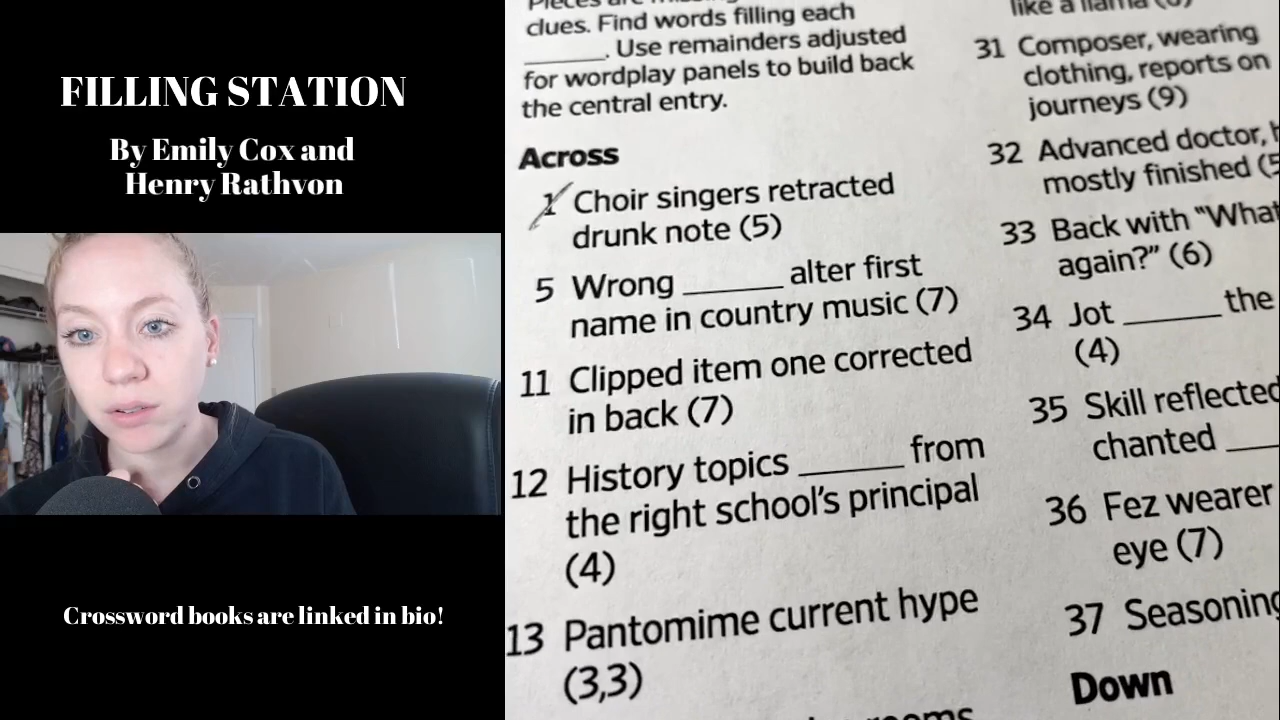 FILLING STATION
By Emily Cox and
Henry Rathvon
Crossword books are linked in bio!
clues. Find words filling each
______. Use remainders adjusted
for wordplay panels to build back
the central entry.
Across
1 Choir singers retracted
drunk note (5)
5 Wrong ______ alter first
name in country music (7)
11 Clipped item one corrected
in back (7)
12 History topics ______ from
the right school's principal
(4)
13 Pantomime current hype
(3,3)
like a llama (6)
31 Composer, wearing
clothing, reports on
journeys (9)
32 Advanced doctor,
mostly finished
33 Back with "What
again?" (6)
34 Jot ______ the
(4)
35 Skill reflected
chanted
36 Fez wearer
eye (7)
37 Seasoning
Down